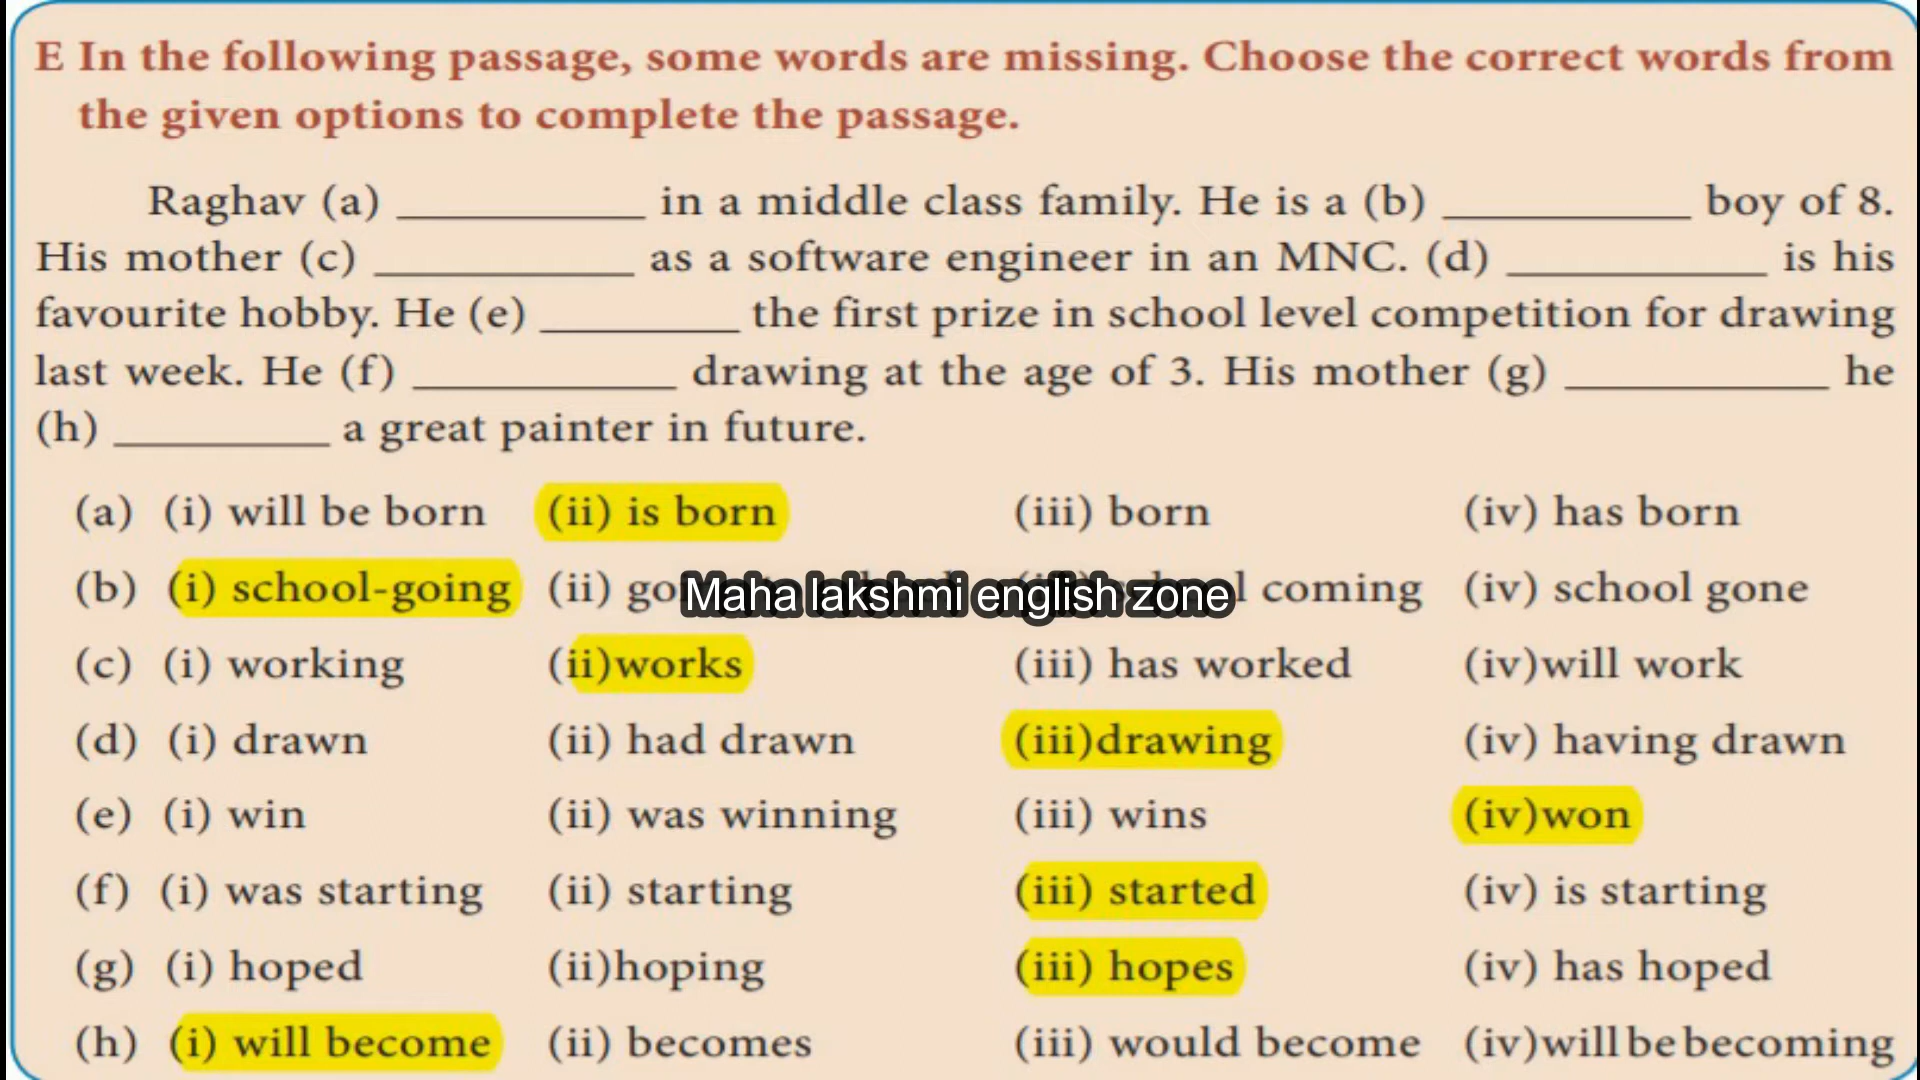 E In the following passage, some words are missing. Choose the correct words from
the given options to complete the passage.
Raghav (a) __________ in a middle class family. He is a (b) __________ boy of 8.
His mother (c) __________ as a software engineer in an MNC. (d) __________ is his
favourite hobby. He (e) ________ the first prize in school level competition for drawing
last week. He (f) __________ drawing at the age of 3. His mother (g) __________ he
(h) ________ a great painter in future.
(a) (i) will be born (ii) is born (iii) born (iv) has born
(b) (i) school-going (ii) coming (iv) school gone
Maha lakshmi english zone
(c) (i) working (ii)works (iii) has worked (iv)will work
(d) (i) drawn (ii) had drawn (iii)drawing (iv) having drawn
(e) (i) win (ii) was winning (iii) wins (iv)won
(f) (i) was starting (ii) starting (iii) started (iv) is starting
(g) (i) hoped (ii)hoping (iii) hopes (iv) has hoped
(h) (i) will become (ii) becomes (iii) would become (iv)will be becoming